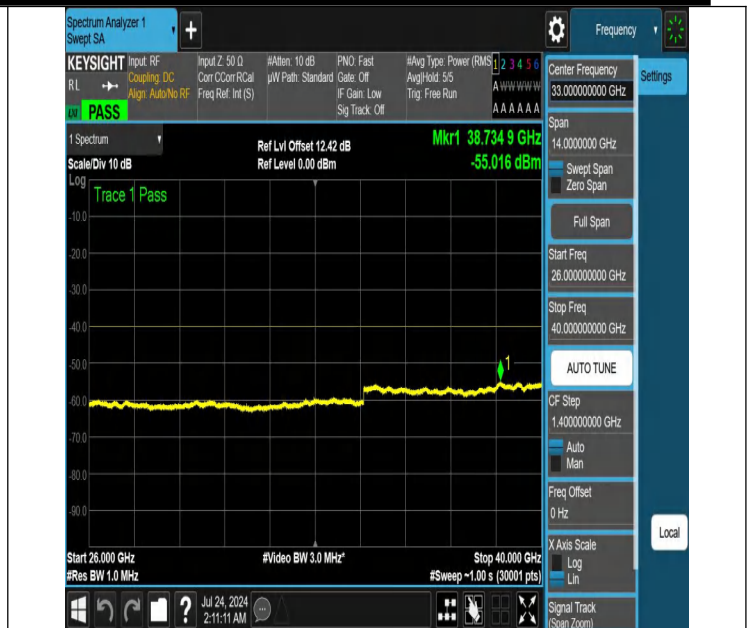 Spectrum Analyzer 1
Swept SA
+
Frequency
KEYSIGHT
RL
LXI
PASS
Input: RF
Coupling: DC
Align: Auto/No RF
Input Z: 50 Ω
Corr CCorr RCal
Freq Ref: Int (S)
#Atten: 10 dB
µW Path: Standard
PNO: Fast
Gate: Off
IF Gain: Low
Sig Track: Off
#Avg Type: Power (RMS
Avg|Hold: 5/5
Trig: Free Run
1 2 3 4 5 6
A W W W W W
A A A A A A
1 Spectrum
Scale/Div 10 dB
Ref Lvl Offset 12.42 dB
Ref Level 0.00 dBm
Mkr1 38.734 9 GHz
-55.016 dBm
Log
Trace 1 Pass
-10.0
-20.0
-30.0
-40.0
-50.0
-60.0
-70.0
-80.0
-90.0
1
Start 26.000 GHz
#Res BW 1.0 MHz
#Video BW 3.0 MHz*
Stop 40.000 GHz
#Sweep ~1.00 s (30001 pts)
?
Jul 24, 2024
2:11:11 AM
Center Frequency
33.000000000 GHz
Settings
Span
14.0000000 GHz
Swept Span
Zero Span
Full Span
Start Freq
26.000000000 GHz
Stop Freq
40.000000000 GHz
AUTO TUNE
CF Step
1.400000000 GHz
Auto
Man
Freq Offset
0 Hz
Local
X Axis Scale
Log
Lin
Signal Track
(Span Zoom)